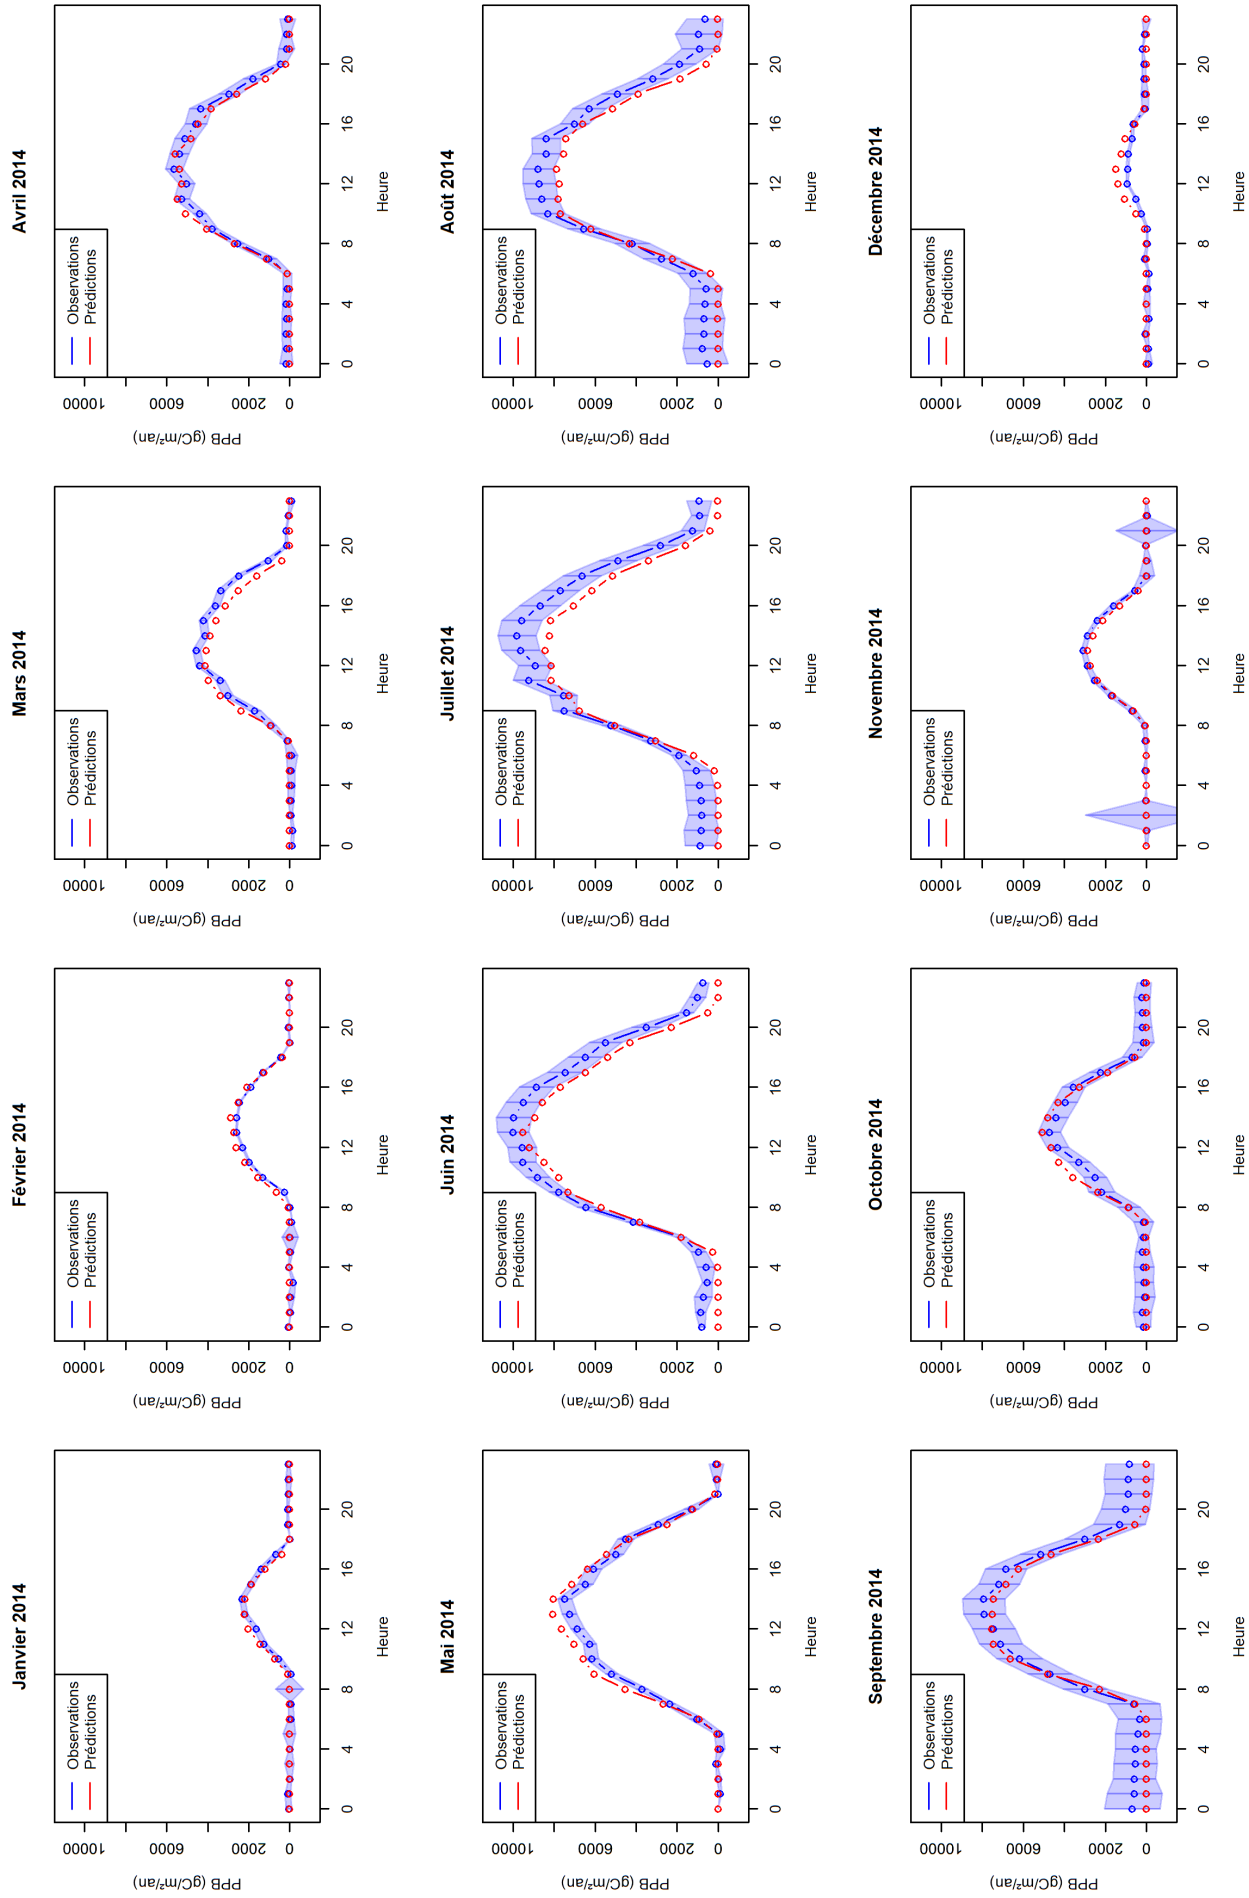 Janvier 2014
PPB (gC/m²/an)
10000
6000
2000
0
Observations
Prédictions
0 4 8 12 16 20
Heure
Février 2014
PPB (gC/m²/an)
10000
6000
2000
0
Observations
Prédictions
0 4 8 12 16 20
Heure
Mars 2014
PPB (gC/m²/an)
10000
6000
2000
0
Observations
Prédictions
0 4 8 12 16 20
Heure
Avril 2014
PPB (gC/m²/an)
10000
6000
2000
0
Observations
Prédictions
0 4 8 12 16 20
Heure
Mai 2014
PPB (gC/m²/an)
10000
6000
2000
0
Observations
Prédictions
0 4 8 12 16 20
Heure
Juin 2014
PPB (gC/m²/an)
10000
6000
2000
0
Observations
Prédictions
0 4 8 12 16 20
Heure
Juillet 2014
PPB (gC/m²/an)
10000
6000
2000
0
Observations
Prédictions
0 4 8 12 16 20
Heure
Août 2014
PPB (gC/m²/an)
10000
6000
2000
0
Observations
Prédictions
0 4 8 12 16 20
Heure
Septembre 2014
PPB (gC/m²/an)
10000
6000
2000
0
Observations
Prédictions
0 4 8 12 16 20
Heure
Octobre 2014
PPB (gC/m²/an)
10000
6000
2000
0
Observations
Prédictions
0 4 8 12 16 20
Heure
Novembre 2014
PPB (gC/m²/an)
10000
6000
2000
0
Observations
Prédictions
0 4 8 12 16 20
Heure
Décembre 2014
PPB (gC/m²/an)
10000
6000
2000
0
Observations
Prédictions
0 4 8 12 16 20
Heure